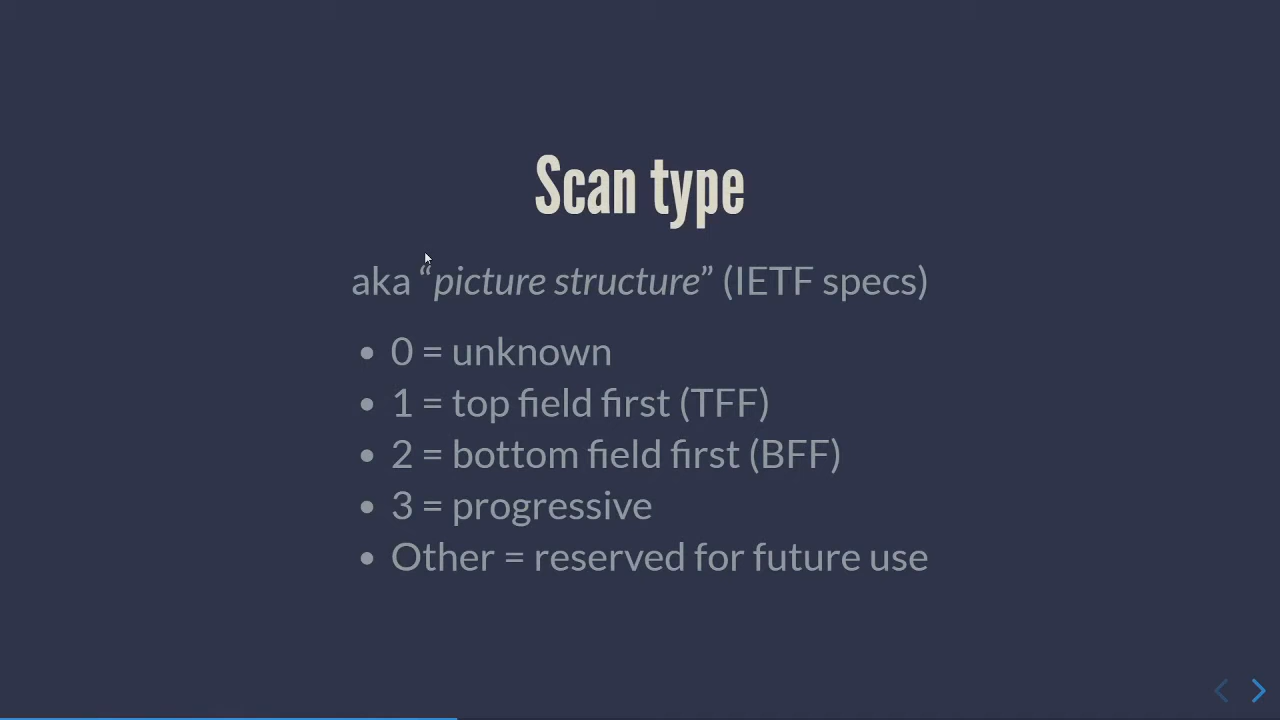 Scan type
aka “picture structure” (IETF specs)
• 0 = unknown
• 1 = top field first (TFF)
• 2 = bottom field first (BFF)
• 3 = progressive
• Other = reserved for future use